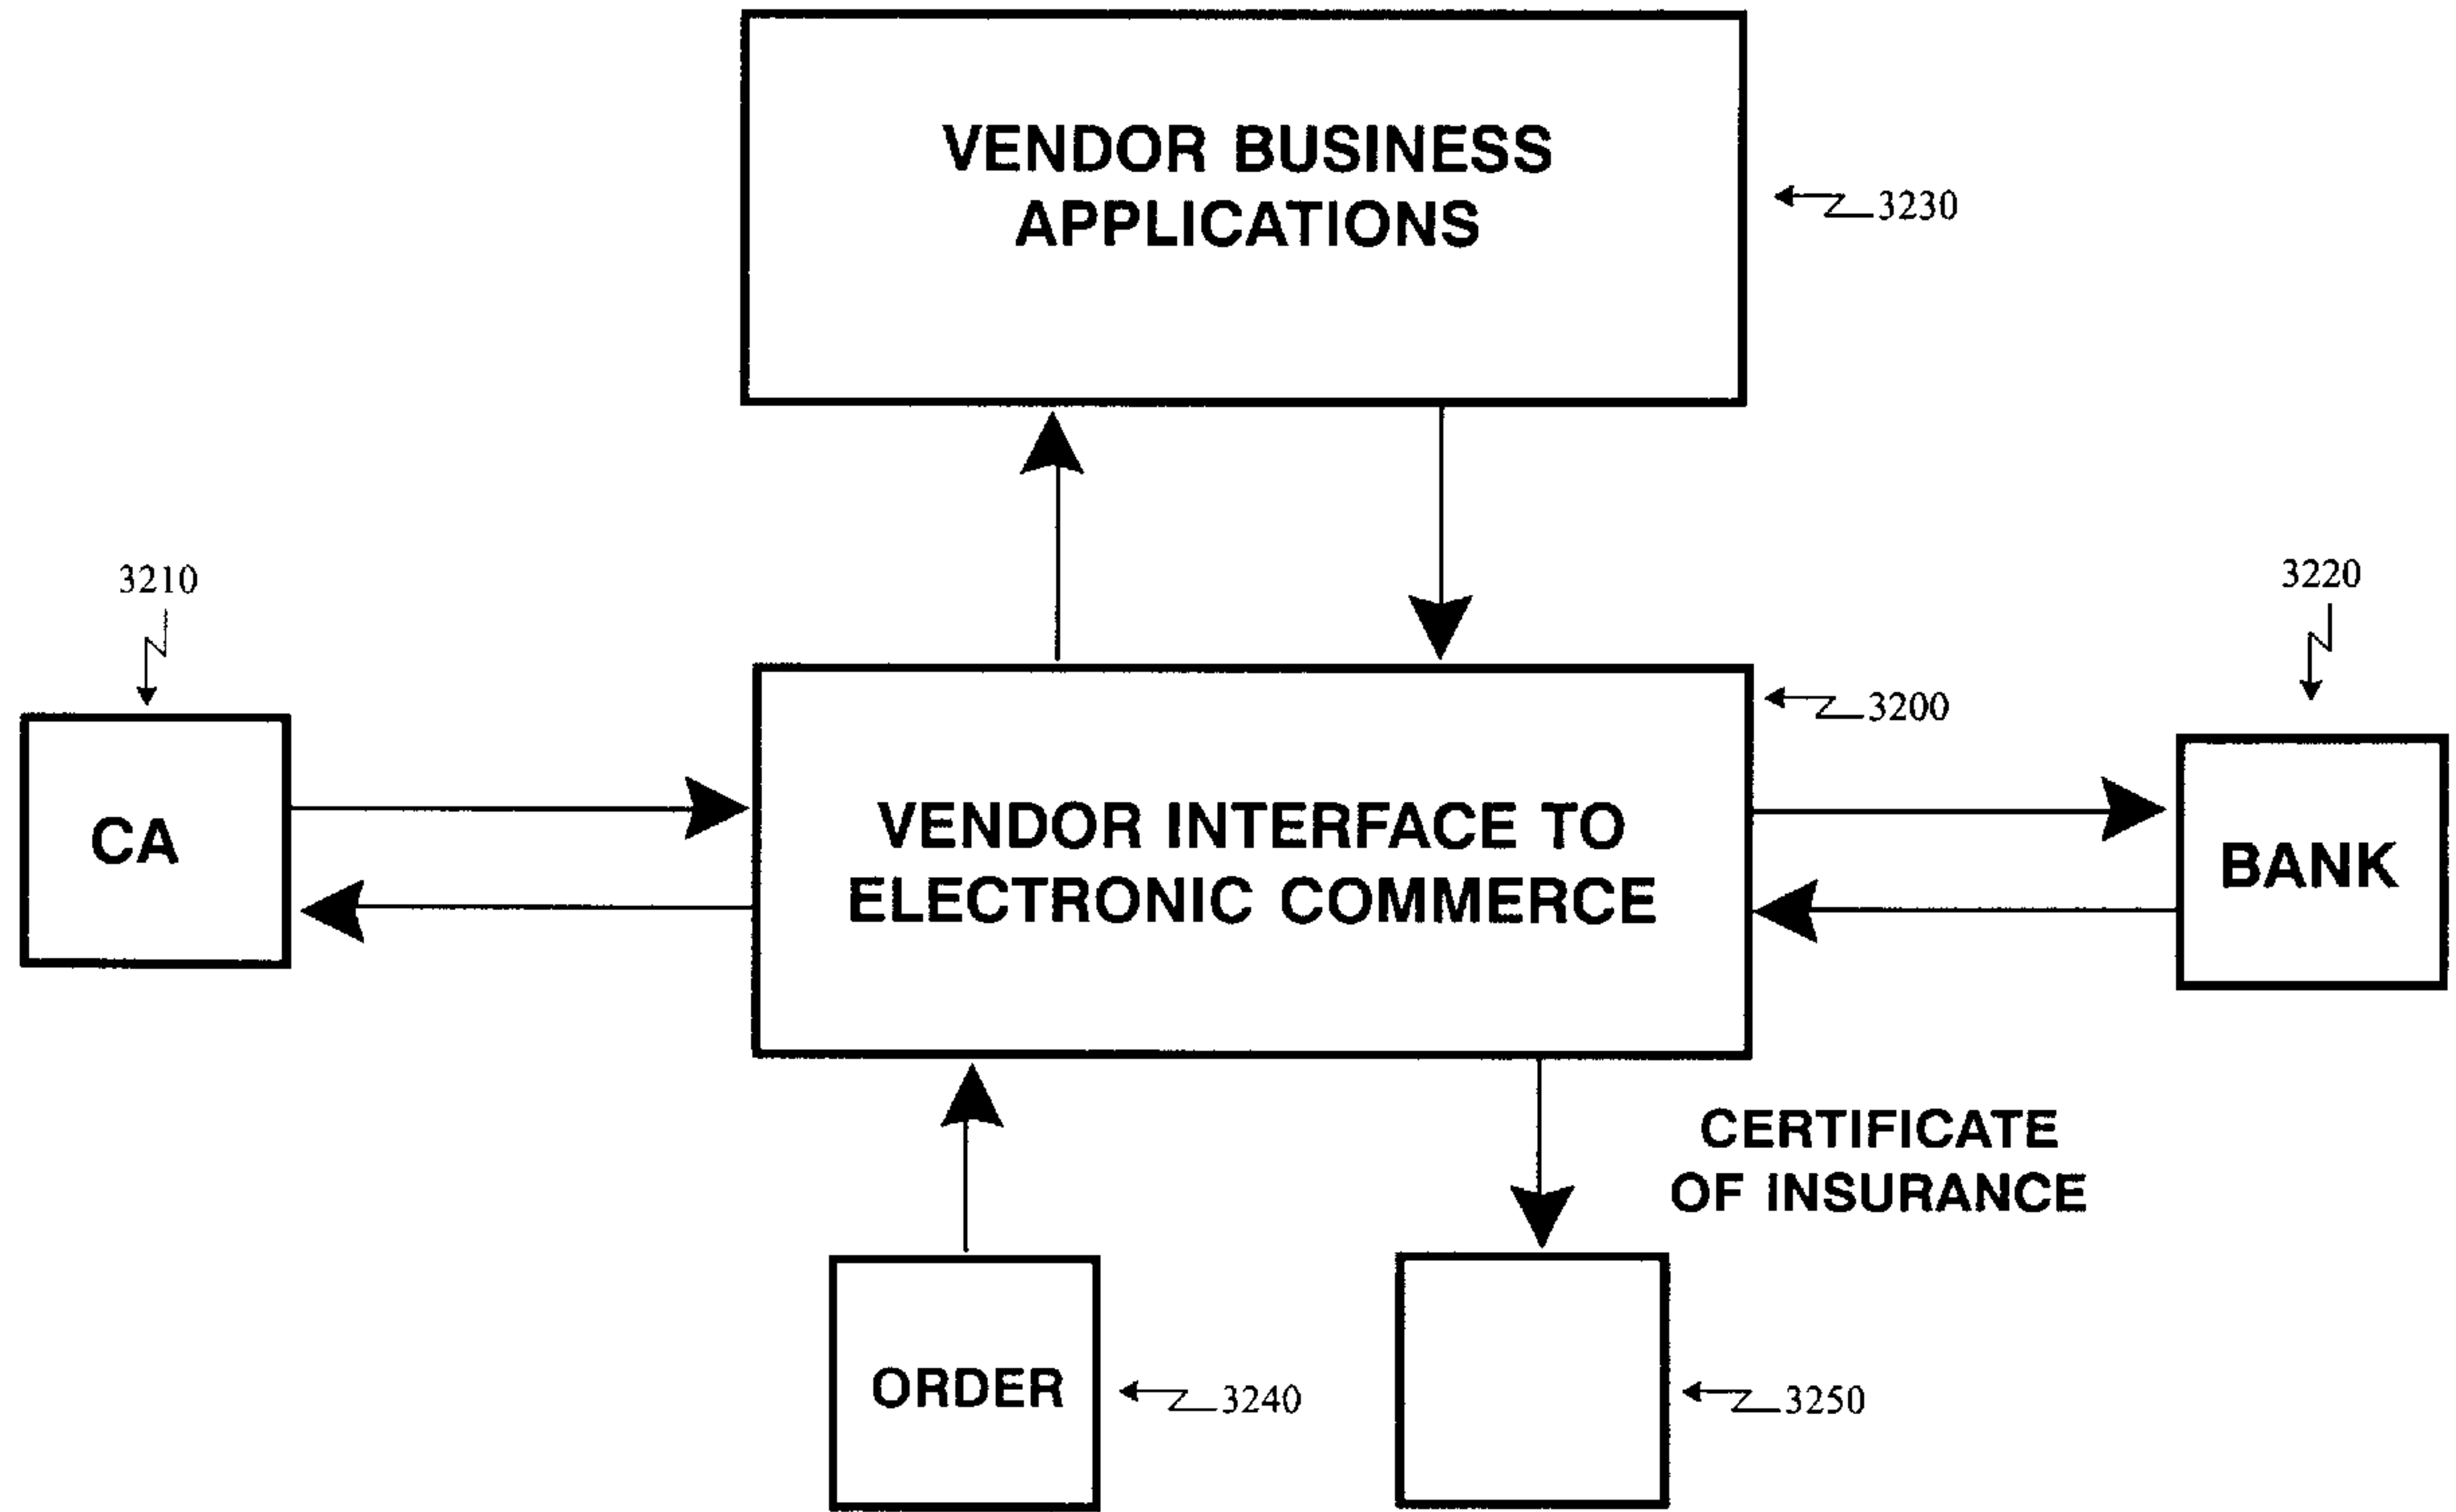 VENDOR BUSINESS
APPLICATIONS
3230
3210
3220
3200
CA
VENDOR INTERFACE TO
ELECTRONIC COMMERCE
BANK
CERTIFICATE
OF INSURANCE
ORDER
3240
3250